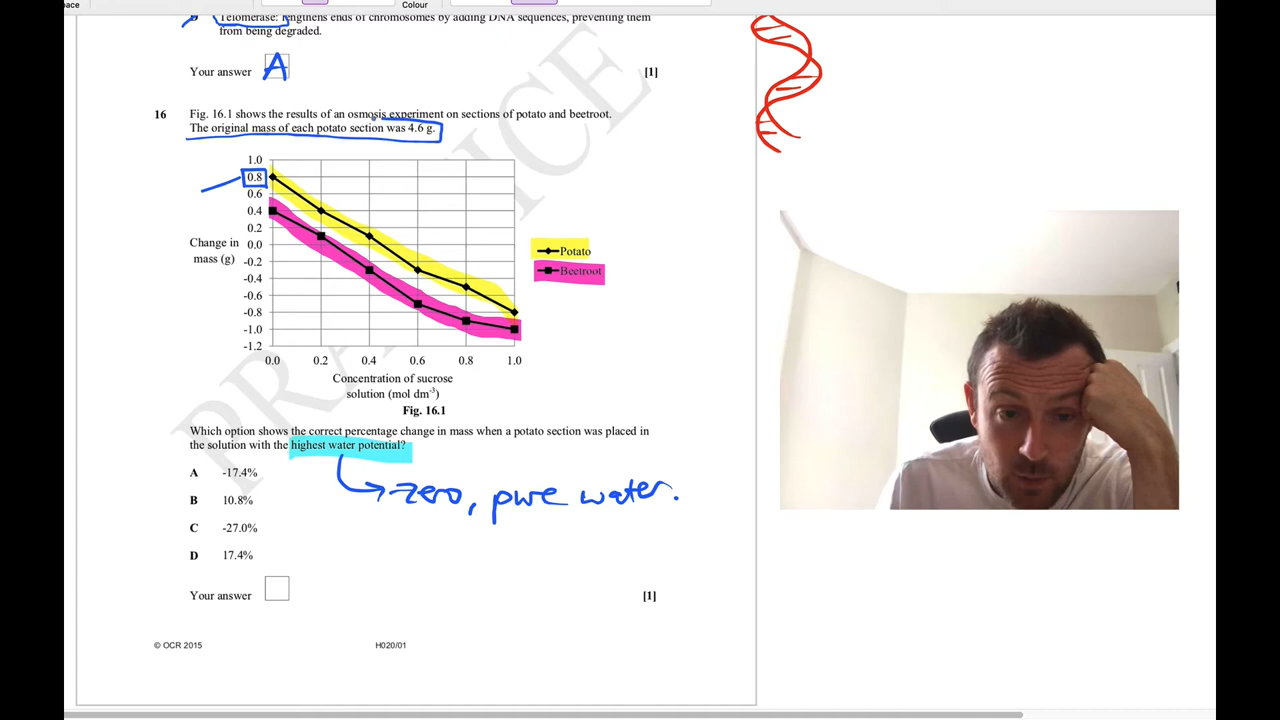 pace
Colour
Telomerase: lengthens ends of chromosomes by adding DNA sequences, preventing them
from being degraded.
Your answer A [1]
16 Fig. 16.1 shows the results of an osmosis experiment on sections of potato and beetroot.
The original mass of each potato section was 4.6 g.
1.0
0.8
0.6
0.4
0.2
0.0
-0.2
-0.4
-0.6
-0.8
-1.0
-1.2
Change in
mass (g)
Potato
Beetroot
0.0 0.2 0.4 0.6 0.8 1.0
Concentration of sucrose
solution (mol dm⁻³)
Fig. 16.1
Which option shows the correct percentage change in mass when a potato section was placed in
the solution with the highest water potential?
A -17.4%
zero, pure water.
B 10.8%
C -27.0%
D 17.4%
Your answer [1]
© OCR 2015 H020/01
PRACTICE